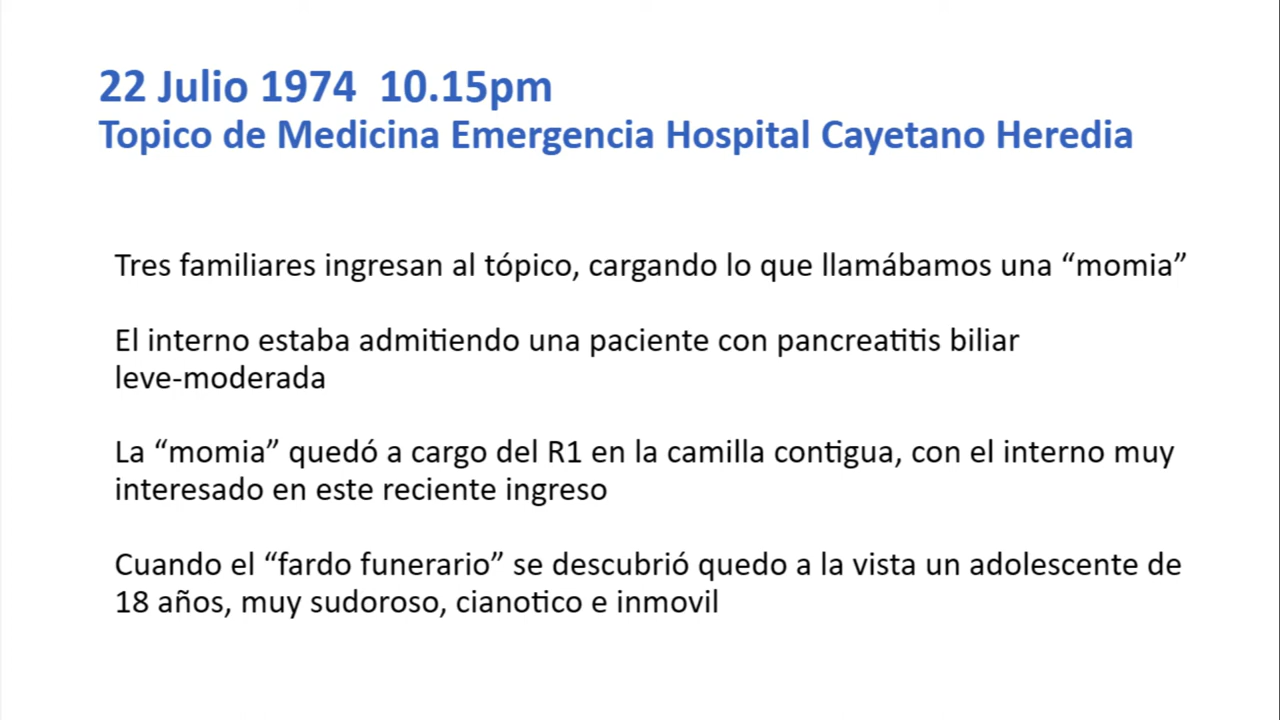 22 Julio 1974  10.15pm
Topico de Medicina Emergencia Hospital Cayetano Heredia
Tres familiares ingresan al tópico, cargando lo que llamábamos una “momia”
El interno estaba admitiendo una paciente con pancreatitis biliar
leve-moderada
La “momia” quedó a cargo del R1 en la camilla contigua, con el interno muy
interesado en este reciente ingreso
Cuando el “fardo funerario” se descubrió quedo a la vista un adolescente de
18 años, muy sudoroso, cianotico e inmovil